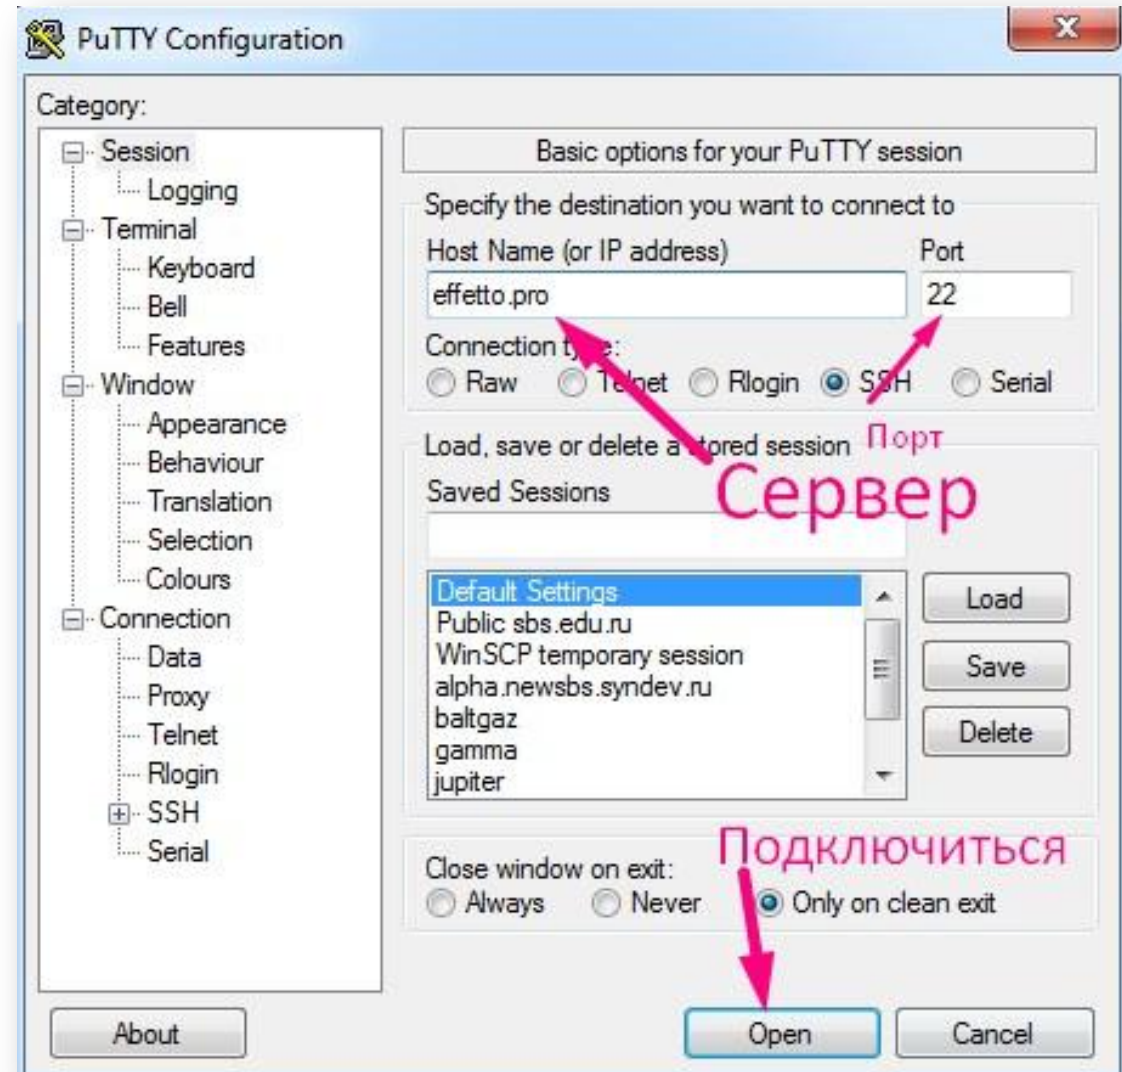 PuTTY Configuration
Category:
Session
Logging
Terminal
Keyboard
Bell
Features
Window
Appearance
Behaviour
Translation
Selection
Colours
Connection
Data
Proxy
Telnet
Rlogin
SSH
Serial
Basic options for your PuTTY session
Specify the destination you want to connect to
Host Name (or IP address) Port
effetto.pro 22
Connection type:
Raw Telnet Rlogin SSH Serial
Порт
Load, save or delete a stored session
Сервер
Saved Sessions
Default Settings
Public sbs.edu.ru
WinSCP temporary session
alpha.newsbs.syndev.ru
baltgaz
gamma
jupiter
Load
Save
Delete
Подключиться
Close window on exit:
Always Never Only on clean exit
About Open Cancel